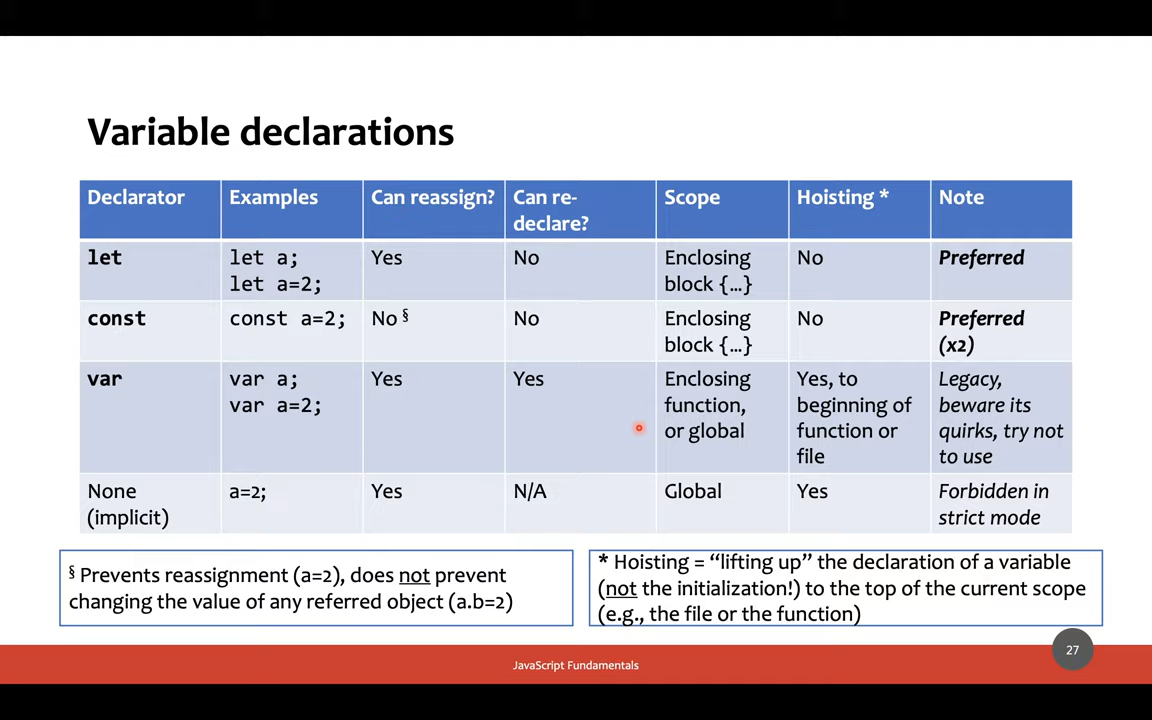 Variable declarations
Declarator Examples Can reassign? Can re-
declare? Scope Hoisting * Note
let let a;
let a=2; Yes No Enclosing
block {…} No Preferred
const const a=2; No § No Enclosing
block {…} No Preferred
(x2)
var var a;
var a=2; Yes Yes Enclosing
function,
or global Yes, to
beginning of
function or
file Legacy,
beware its
quirks, try not
to use
None
(implicit) a=2; Yes N/A Global Yes Forbidden in
strict mode
§ Prevents reassignment (a=2), does not prevent
changing the value of any referred object (a.b=2)
* Hoisting = “lifting up” the declaration of a variable
(not the initialization!) to the top of the current scope
(e.g., the file or the function)
27
JavaScript Fundamentals